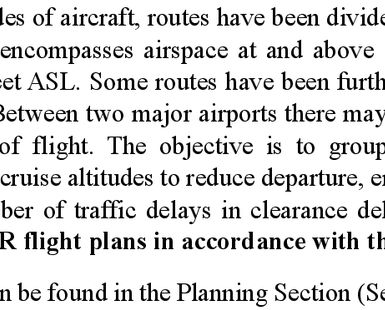 des of aircraft, routes have been divide
encompasses airspace at and above
eet ASL. Some routes have been furth
Between two major airports there may
of flight. The objective is to group
cruise altitudes to reduce departure, en
ber of traffic delays in clearance del
R flight plans in accordance with th
n be found in the Planning Section (Se